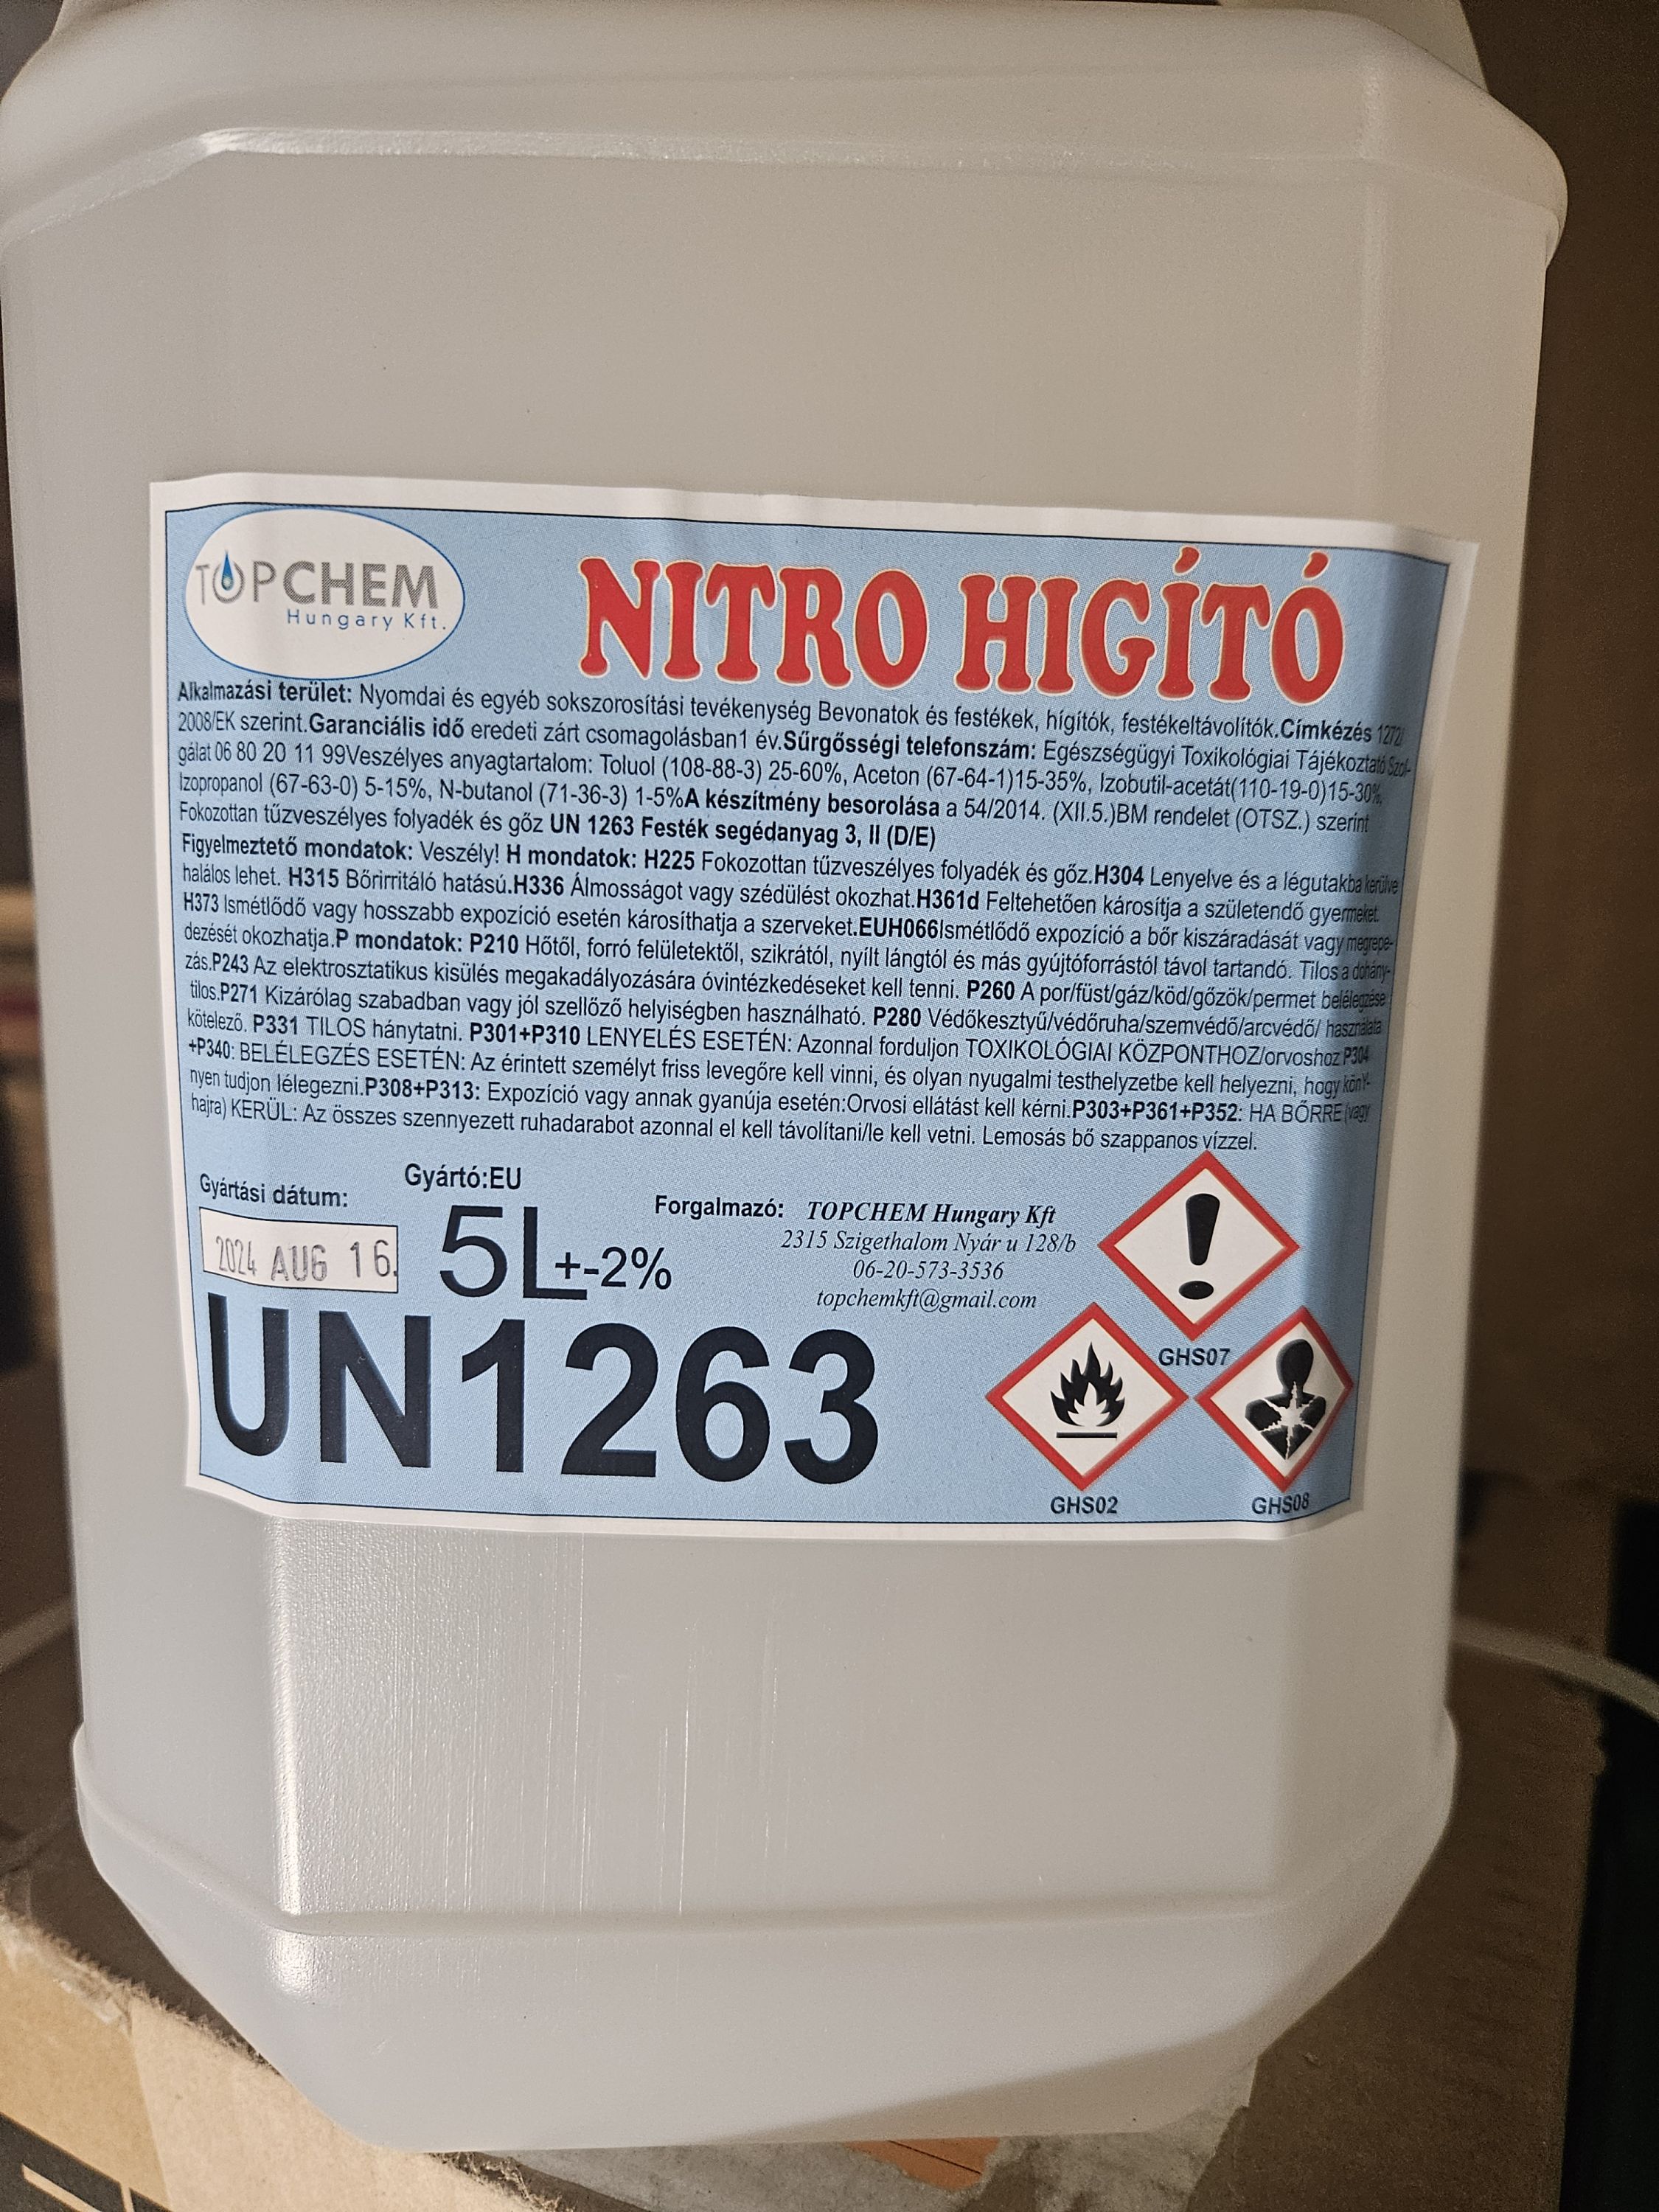 TOPCHEM
Hungary Kft.
NITRO HIGÍTÓ
Alkalmazási terület: Nyomdai és egyéb sokszorosítási tevékenység Bevonatok és festékek, hígítók, festékeltávolítók.Címkézés 1272/
2008/EK szerint.Garanciális idő eredeti zárt csomagolásban1 év.Sűrgősségi telefonszám: Egészségügyi Toxikológiai Tájékoztató Szol-
gálat 06 80 20 11 99Veszélyes anyagtartalom: Toluol (108-88-3) 25-60%, Aceton (67-64-1)15-35%, Izobutil-acetát(110-19-0)15-30%,
Izopropanol (67-63-0) 5-15%, N-butanol (71-36-3) 1-5%A készítmény besorolása a 54/2014. (XII.5.)BM rendelet (OTSZ.) szerint
Fokozottan tűzveszélyes folyadék és gőz UN 1263 Festék segédanyag 3, II (D/E)
Figyelmeztető mondatok: Veszély! H mondatok: H225 Fokozottan tűzveszélyes folyadék és gőz.H304 Lenyelve és a légutakba kerülve
halálos lehet. H315 Bőrirritáló hatású.H336 Álmosságot vagy szédülést okozhat.H361d Feltehetően károsítja a születendő gyermeket.
H373 Ismétlődő vagy hosszabb expozíció esetén károsíthatja a szerveket.EUH066Ismétlődő expozíció a bőr kiszáradását vagy megrepe-
dezését okozhatja.P mondatok: P210 Hőtől, forró felületektől, szikrától, nyílt lángtól és más gyújtóforrástól távol tartandó. Tilos a dohány-
zás.P243 Az elektrosztatikus kisülés megakadályozására óvintézkedéseket kell tenni. P260 A por/füst/gáz/köd/gőzök/permet belélegzése
tilos.P271 Kizárólag szabadban vagy jól szellőző helyiségben használható. P280 Védőkesztyű/védőruha/szemvédő/arcvédő/ használata
kötelező. P331 TILOS hánytatni. P301+P310 LENYELÉS ESETÉN: Azonnal forduljon TOXIKOLÓGIAI KÖZPONTHOZ/orvoshoz P304
+P340: BELÉLEGZÉS ESETÉN: Az érintett személyt friss levegőre kell vinni, és olyan nyugalmi testhelyzetbe kell helyezni, hogy könY-
nyen tudjon lélegezni.P308+P313: Expozíció vagy annak gyanúja esetén:Orvosi ellátást kell kérni.P303+P361+P352: HA BŐRRE (vagy
hajra) KERÜL: Az összes szennyezett ruhadarabot azonnal el kell távolítani/le kell vetni. Lemosás bő szappanos vízzel.
Gyártási dátum:
2024 AUG 16.
Gyártó:EU
5L+-2%
Forgalmazó: TOPCHEM Hungary Kft
2315 Szigethalom Nyár u 128/b
06-20-573-3536
topchemkft@gmail.com
UN1263
GHS07
GHS02
GHS08